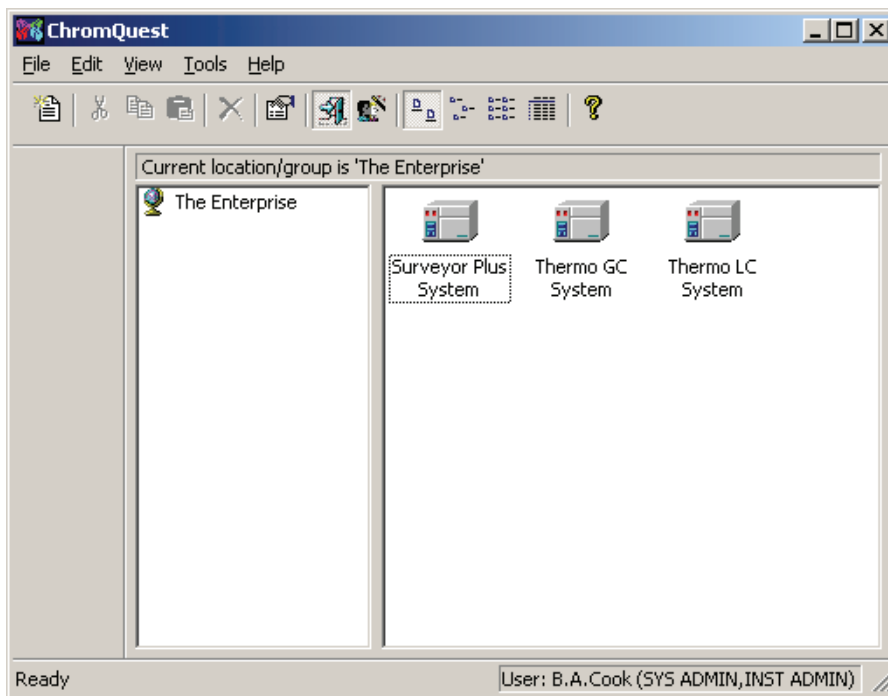 ChromQuest
File Edit View Tools Help
Current location/group is 'The Enterprise'
The Enterprise
Surveyor Plus
System
Thermo GC
System
Thermo LC
System
Ready
User: B.A.Cook (SYS ADMIN,INST ADMIN)